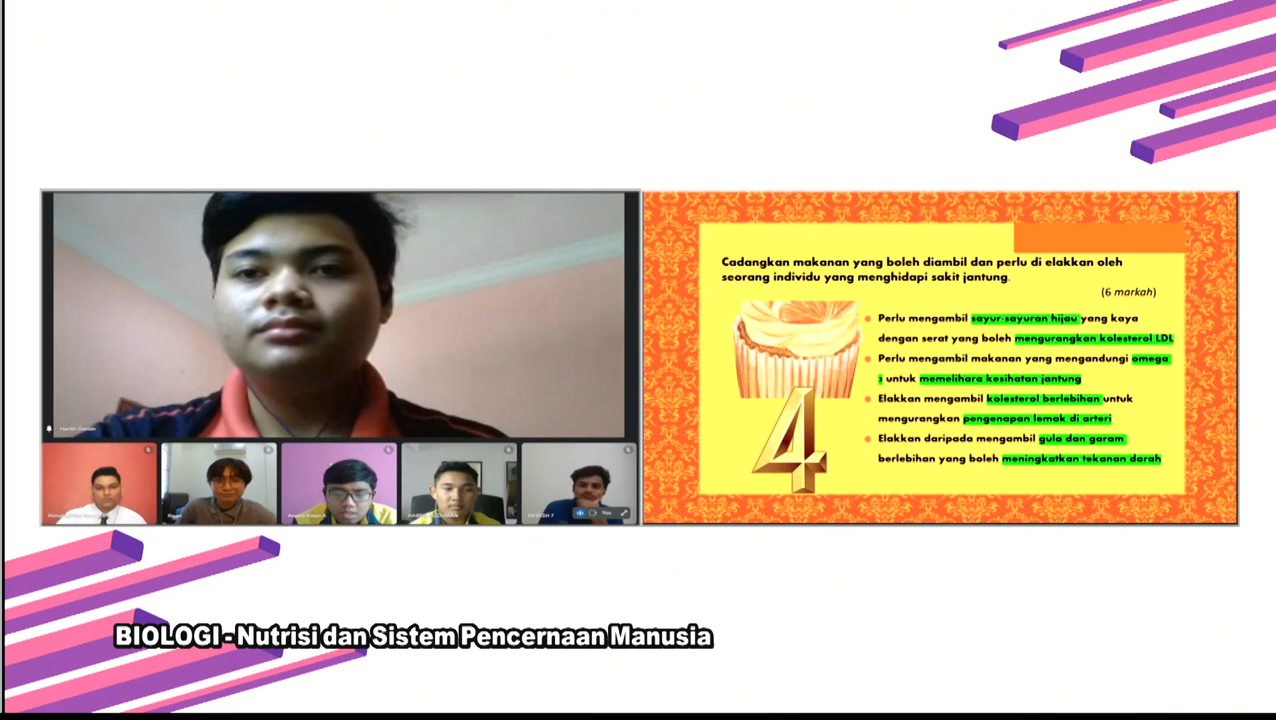 Cadangkan makanan yang boleh diambil dan perlu di elakkan oleh
seorang individu yang menghidapi sakit jantung.
(6 markah)
Perlu mengambil sayur-sayuran hijau yang kaya
dengan serat yang boleh mengurangkan kolesterol LDL
Perlu mengambil makanan yang mengandungi omega
3 untuk memelihara kesihatan jantung
Elakkan mengambil kolesterol berlebihan untuk
mengurangkan pengenapan lemak di arteri
Elakkan daripada mengambil gula dan garam
berlebihan yang boleh meningkatkan tekanan darah
4
You
BIOLOGI - Nutrisi dan Sistem Pencernaan Manusia